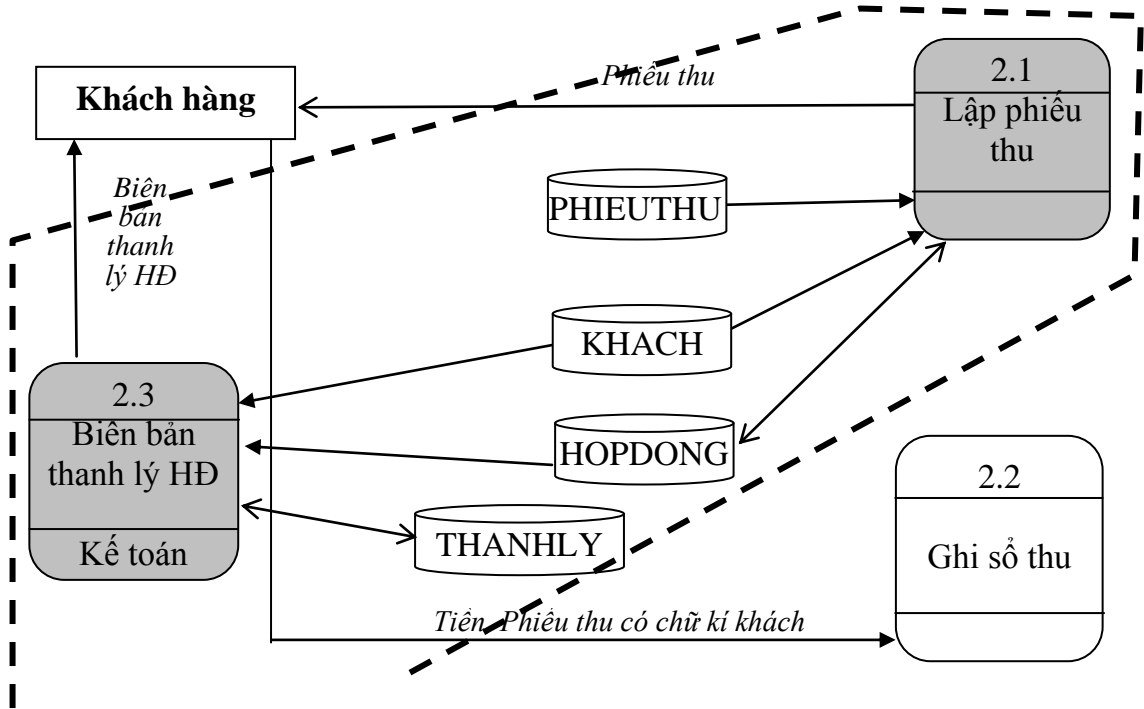 Phiếu thu
2.1
Lập phiếu
thu
Khách hàng
PHIEUTHU
Biên
bản
thanh
lý HĐ
KHACH
2.3
Biên bản
thanh lý HĐ
Kế toán
HOPDONG
THANHLY
2.2
Ghi sổ thu
Tiền, Phiếu thu có chữ kí khách